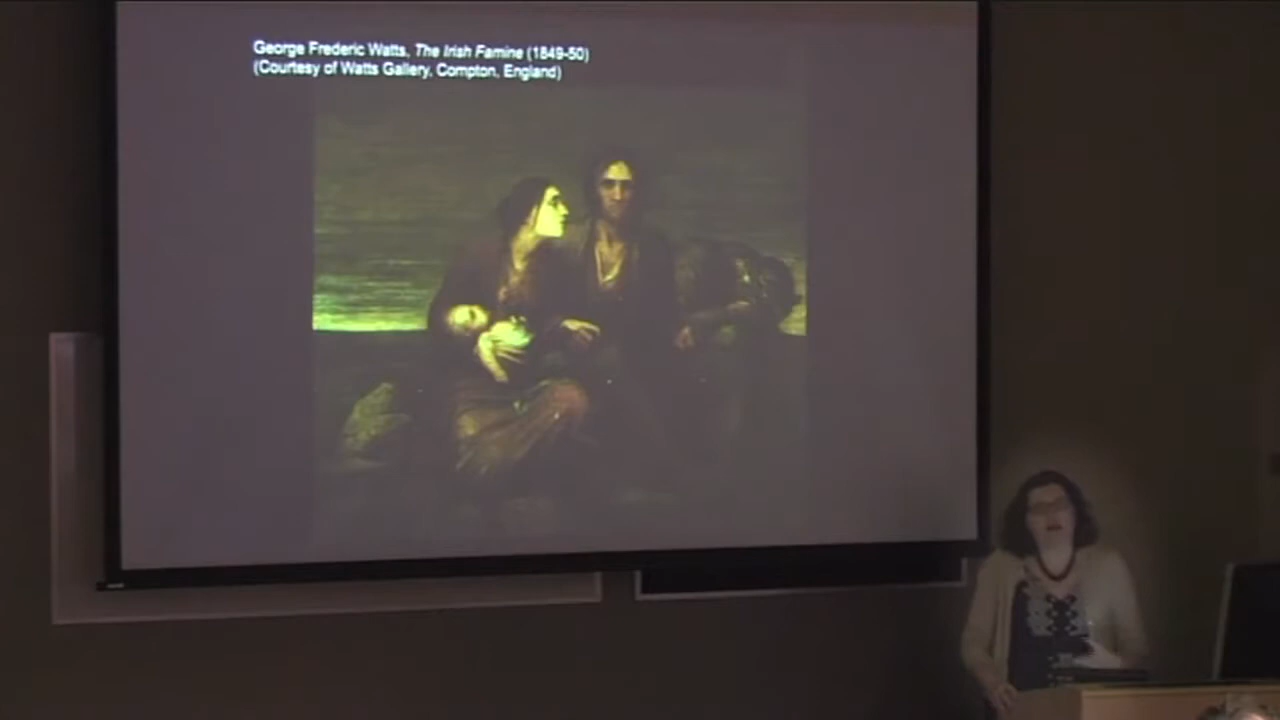 George Frederic Watts, The Irish Famine (1849-50)
(Courtesy of Watts Gallery, Compton, England)